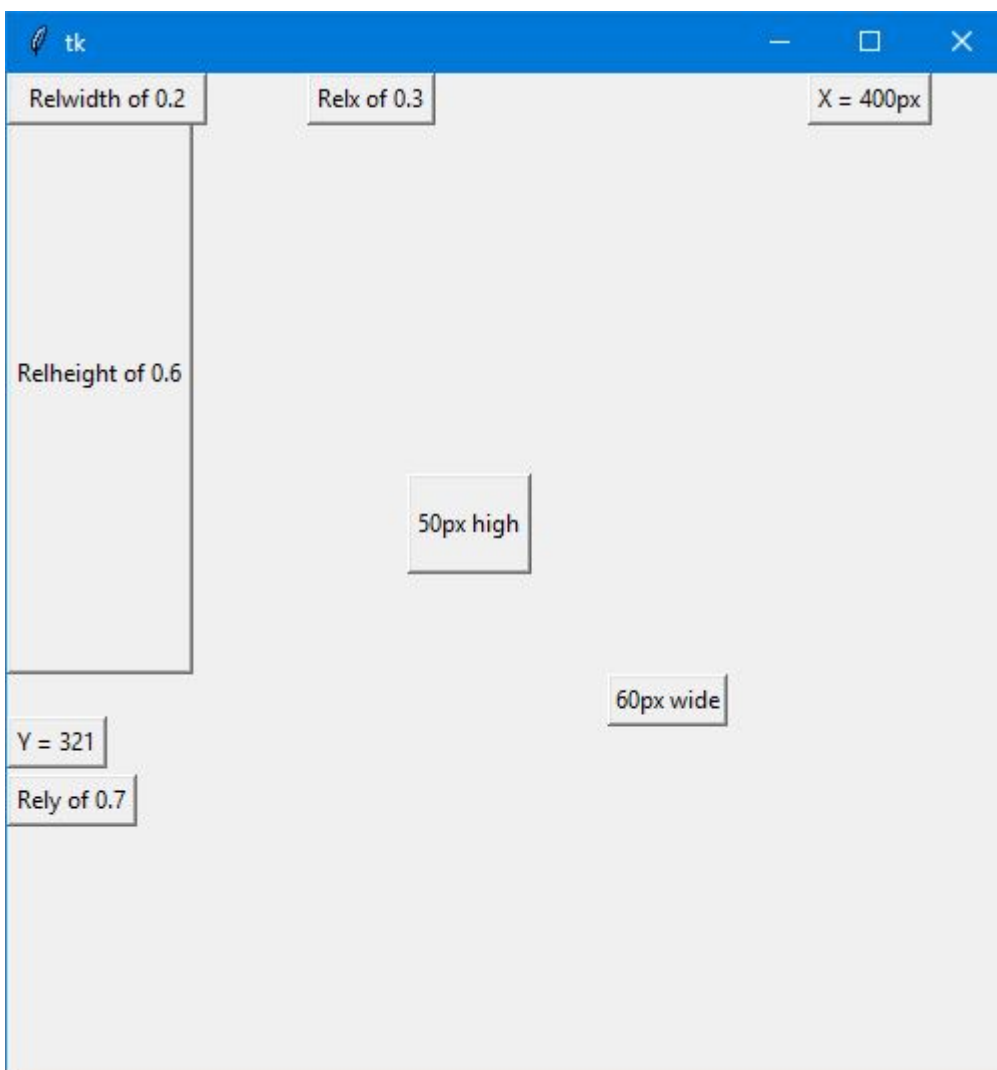 tk
Relwidth of 0.2
Relx of 0.3
X = 400px
Relheight of 0.6
50px high
60px wide
Y = 321
Rely of 0.7